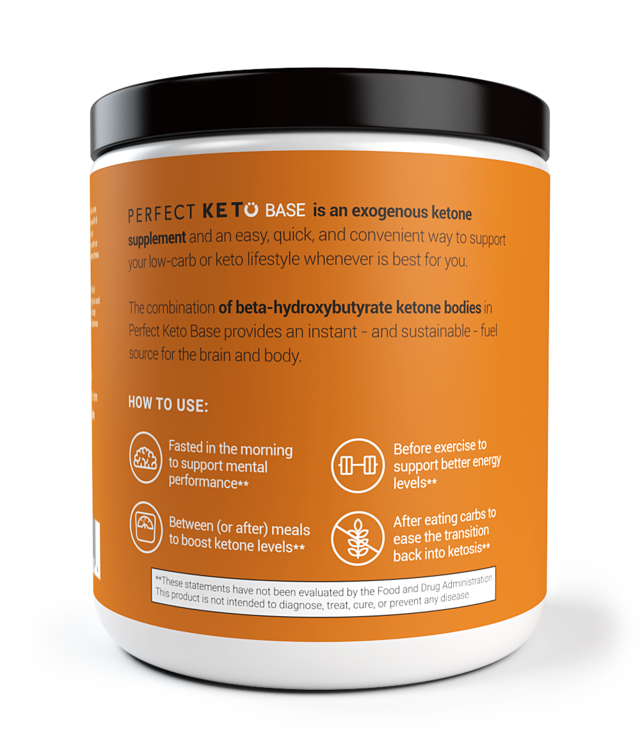 PERFECT KETO BASE is an exogenous ketone
supplement and an easy, quick, and convenient way to support
your low-carb or keto lifestyle whenever is best for you.
The combination of beta-hydroxybutyrate ketone bodies in
Perfect Keto Base provides an instant - and sustainable - fuel
source for the brain and body.
HOW TO USE:
Fasted in the morning
to support mental
performance**
Before exercise to
support better energy
levels**
Between (or after) meals
to boost ketone levels**
After eating carbs to
ease the transition
back into ketosis**
**These statements have not been evaluated by the Food and Drug Administration
This product is not intended to diagnose, treat, cure, or prevent any disease.